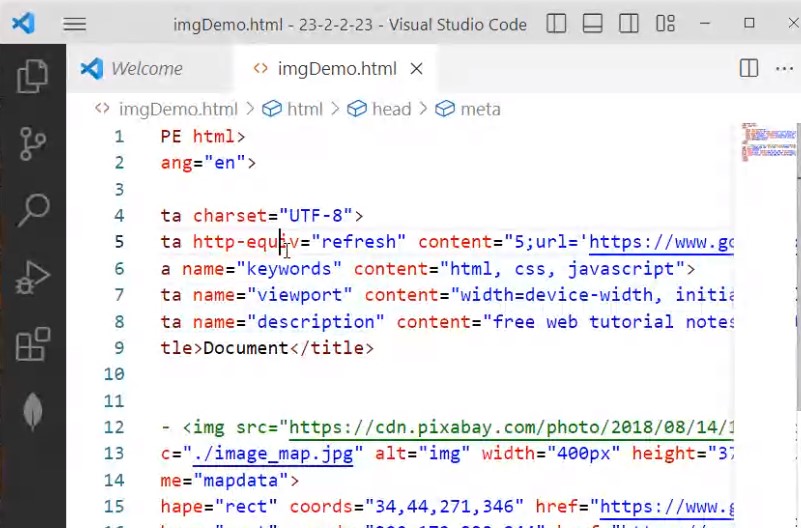 imgDemo.html - 23-2-2-23 - Visual Studio Code
Welcome
imgDemo.html
imgDemo.html > html > head > meta
1 PE html>
2 ang="en">
3
4 ta charset="UTF-8">
5 ta http-equiv="refresh" content="5;url='https://www.go
6 a name="keywords" content="html, css, javascript">
7 ta name="viewport" content="width=device-width, initia
8 ta name="description" content="free web tutorial notes
9 tle>Document</title>
10
11
12 - <img src="https://cdn.pixabay.com/photo/2018/08/14/1
13 c="./image_map.jpg" alt="img" width="400px" height="37
14 me="mapdata">
15 hape="rect" coords="34,44,271,346" href="https://www.g